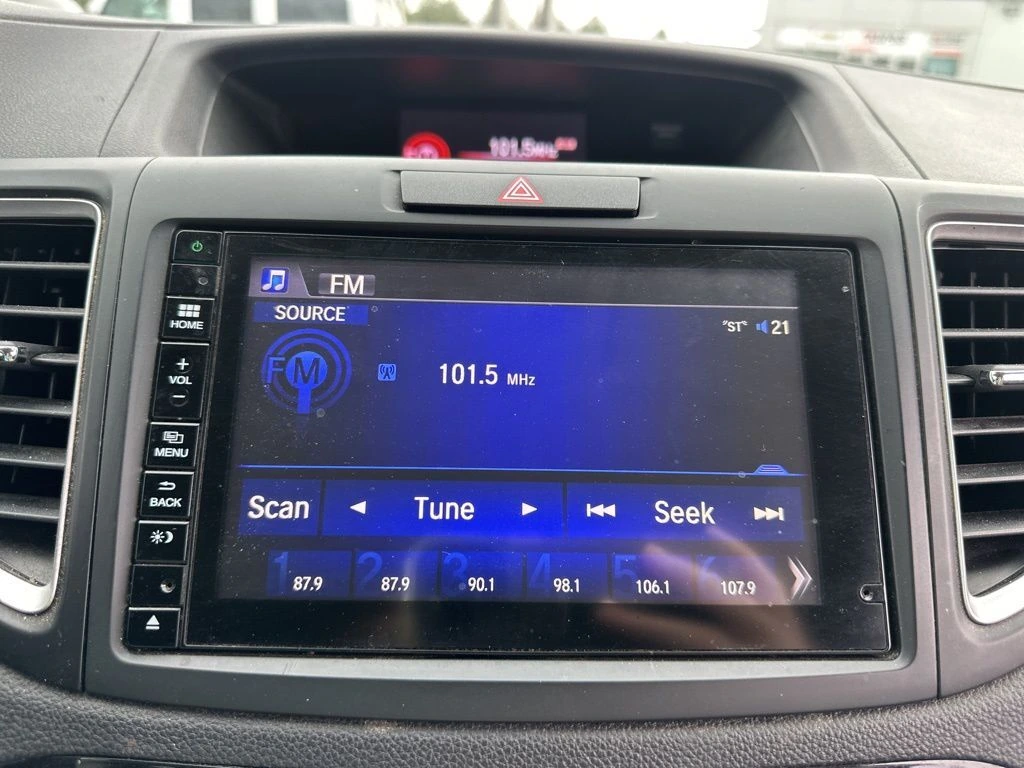 101.5MHz
FM
SOURCE
"ST" 21
FM
101.5 MHz
HOME
+
VOL
−
MENU
BACK
Scan ◄ Tune ► Seek
1 87.9
2 87.9
3 90.1
4 98.1
5 106.1
6 107.9